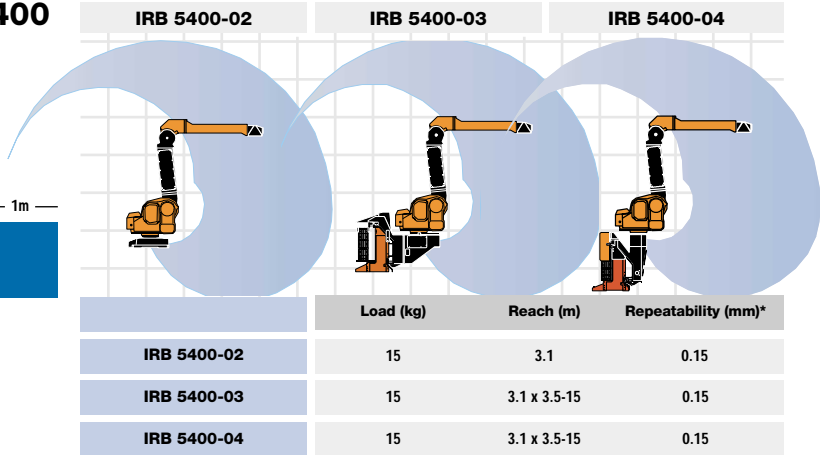 400
IRB 5400-02 IRB 5400-03 IRB 5400-04
1m
Load (kg) Reach (m) Repeatability (mm)*
IRB 5400-02 15 3.1 0.15
IRB 5400-03 15 3.1 x 3.5-15 0.15
IRB 5400-04 15 3.1 x 3.5-15 0.15